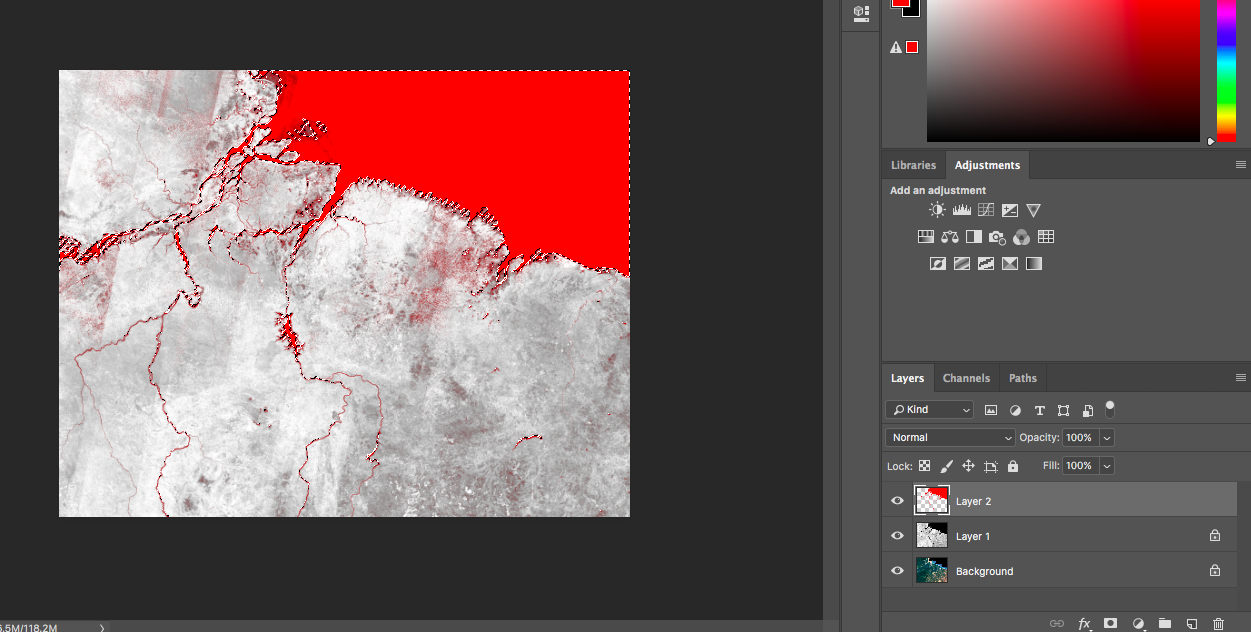 Libraries
Adjustments
Add an adjustment
Layers
Channels
Paths
Kind
Normal
Opacity: 100%
Lock:
Fill: 100%
Layer 2
Layer 1
Background
fx
5.5M/118.2M